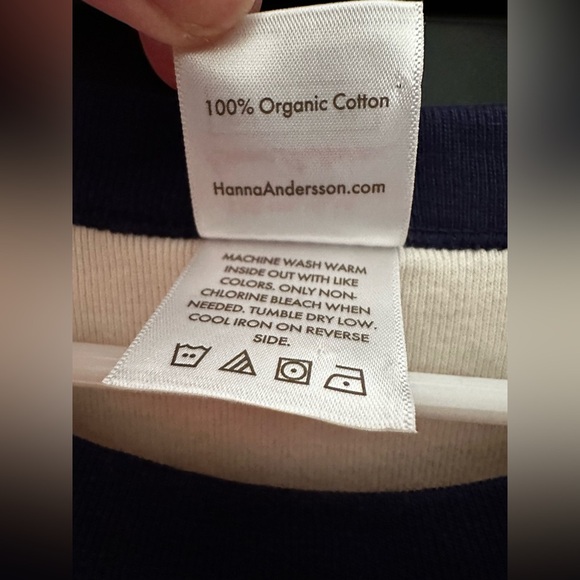 100% Organic Cotton
HannaAndersson.com
MACHINE WASH WARM
INSIDE OUT WITH LIKE
COLORS. ONLY NON-
CHLORINE BLEACH WHEN
NEEDED. TUMBLE DRY LOW.
COOL IRON ON REVERSE
SIDE.